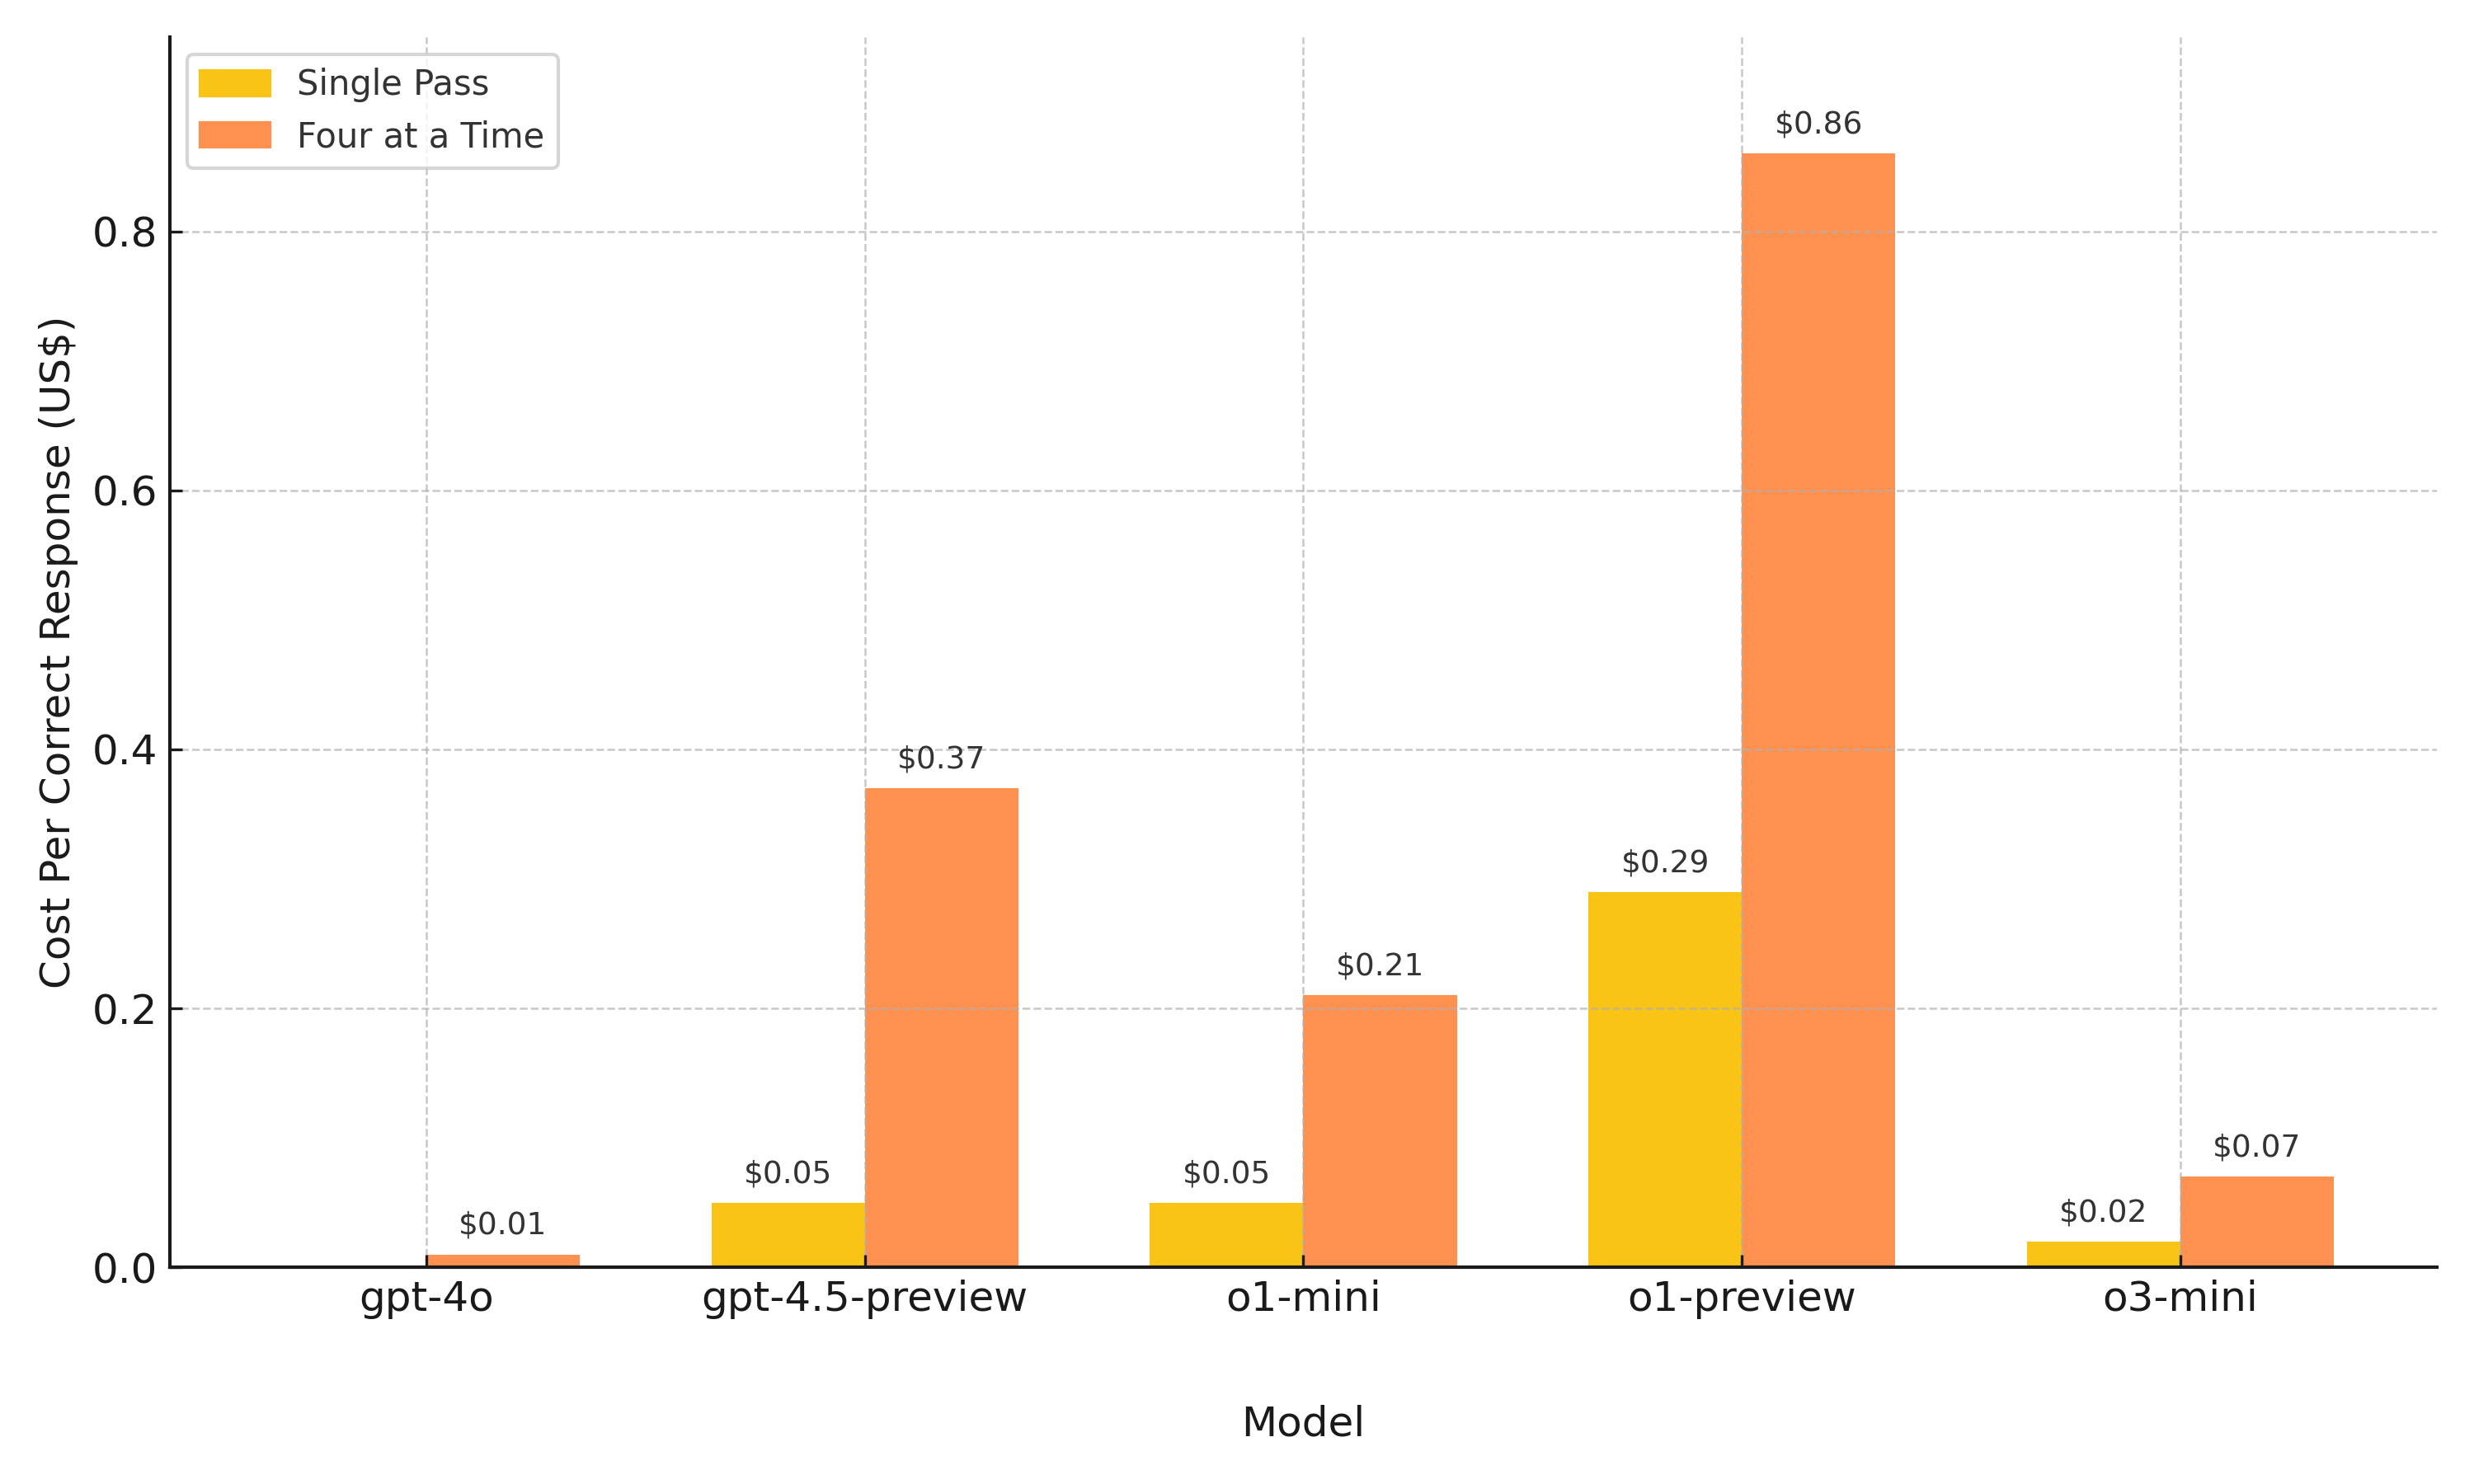 Single Pass
Four at a Time
Cost Per Correct Response (US$)
0.8
0.6
0.4
0.2
0.0
$0.01
$0.05
$0.37
$0.05
$0.21
$0.29
$0.86
$0.02
$0.07
gpt-4o
gpt-4.5-preview
o1-mini
o1-preview
o3-mini
Model